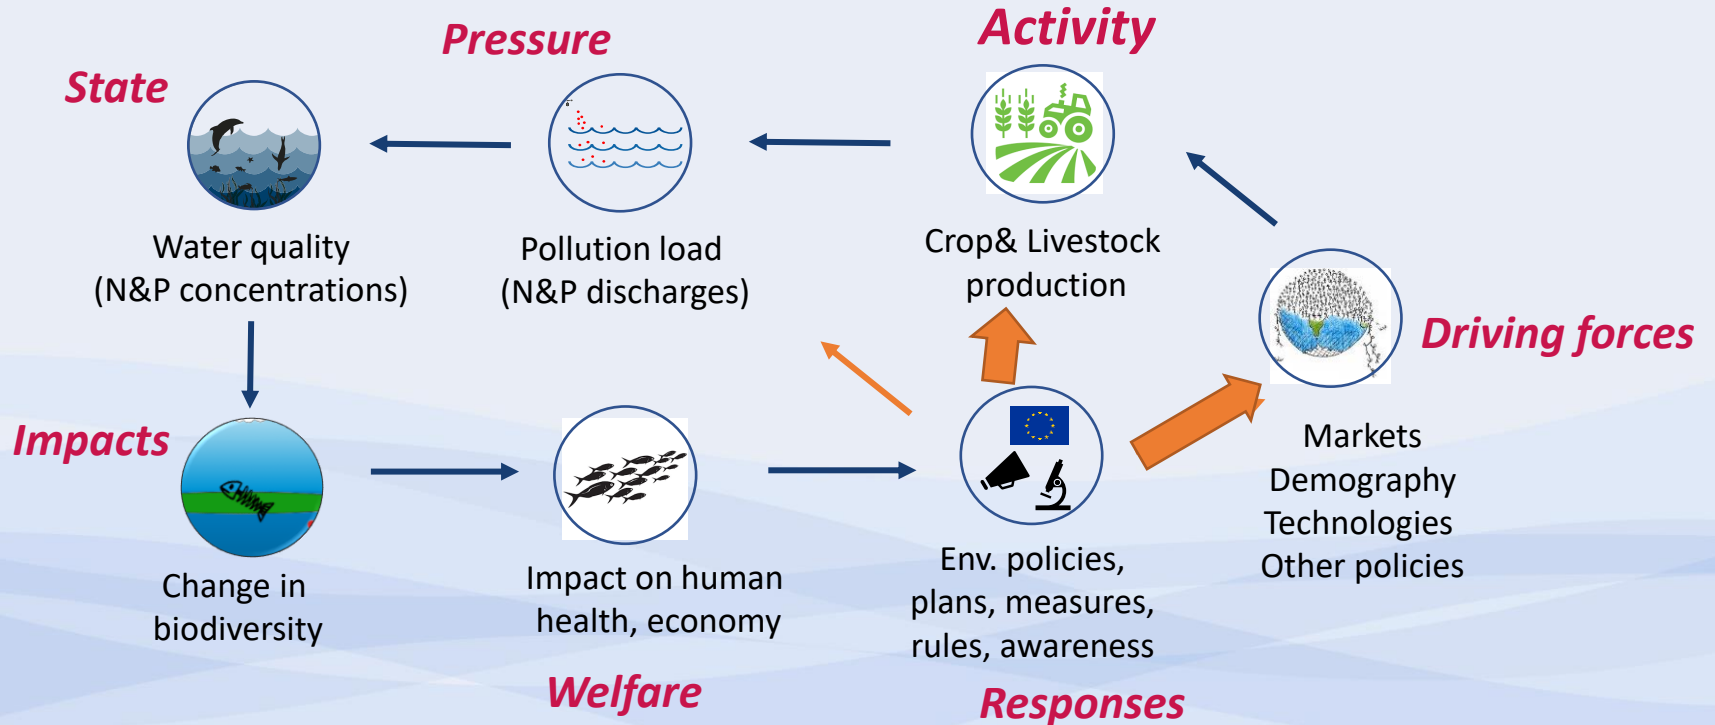 Pressure
Activity
State
Water quality
(N&P concentrations)
Pollution load
(N&P discharges)
Crop& Livestock
production
Driving forces
Markets
Demography
Technologies
Other policies
Impacts
Change in
biodiversity
Impact on human
health, economy
Welfare
Env. policies,
plans, measures,
rules, awareness
Responses